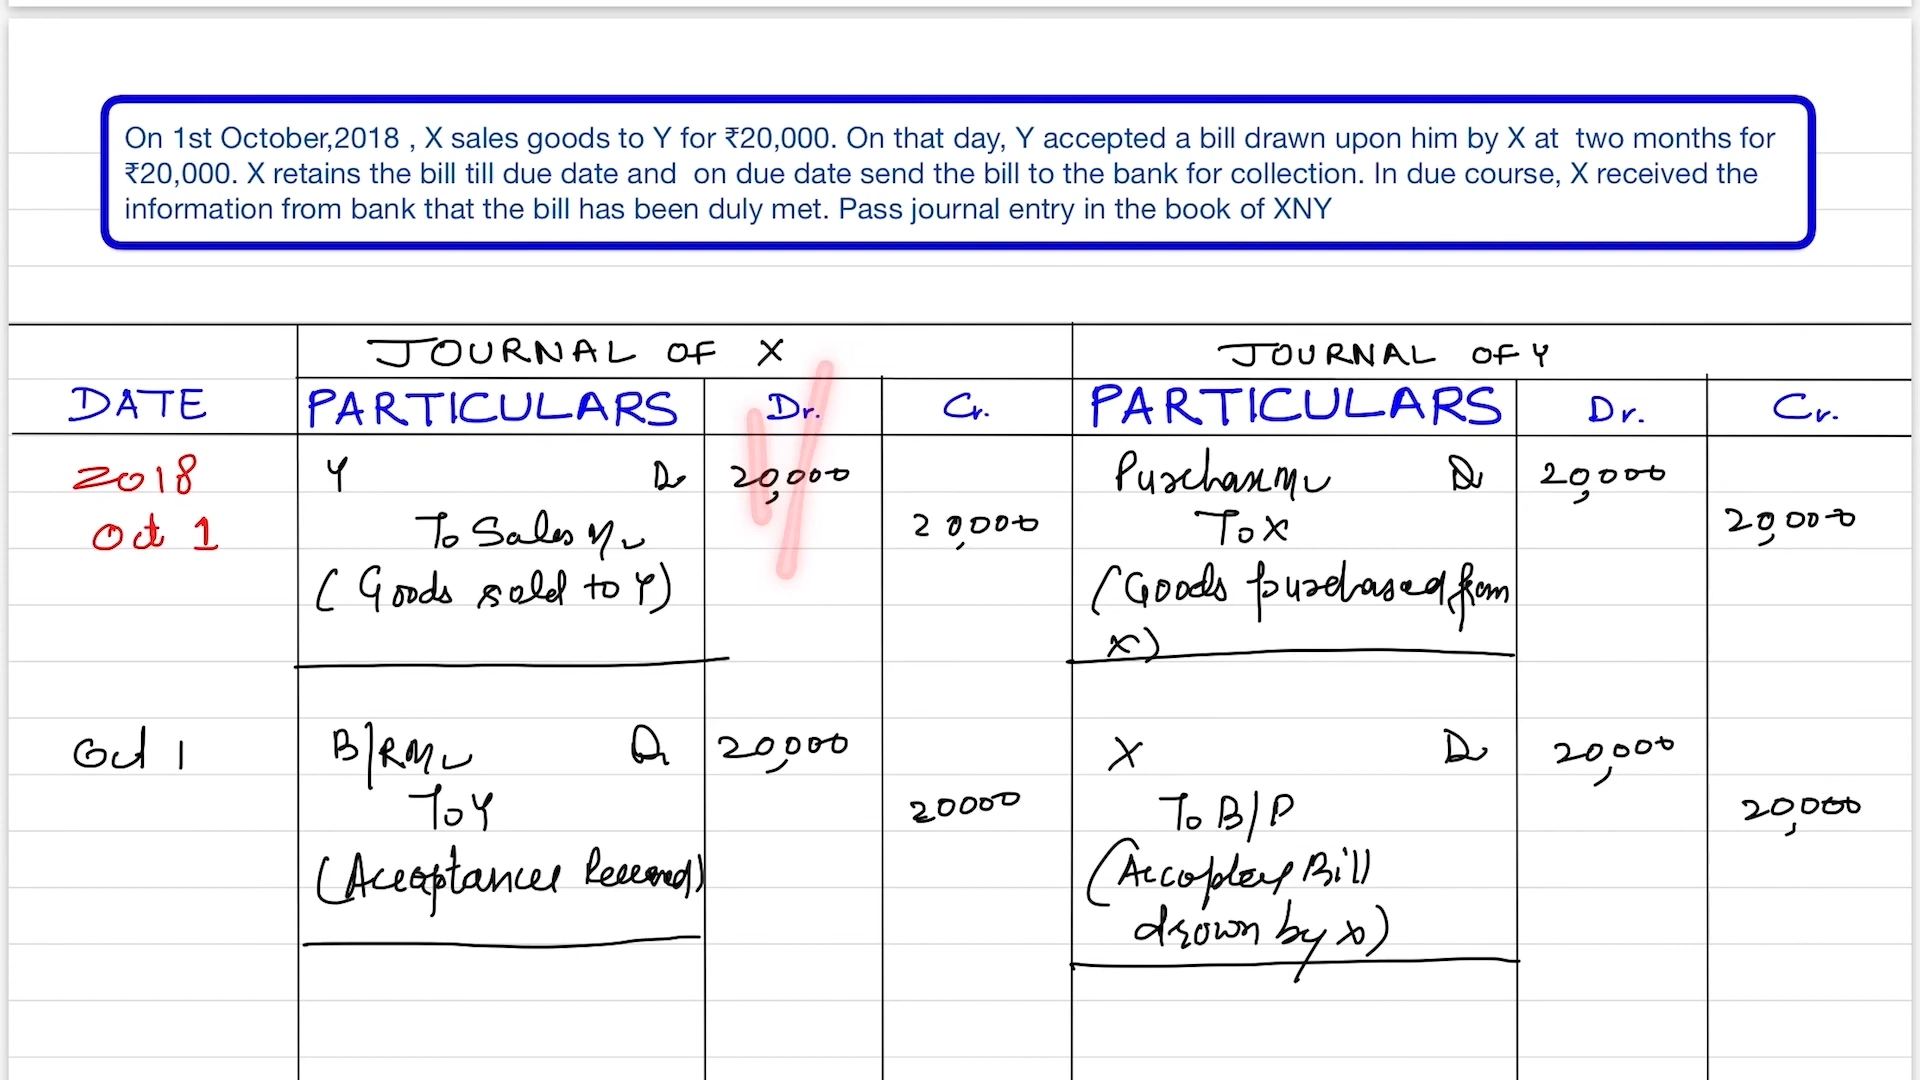 On 1st October,2018 , X sales goods to Y for ₹20,000. On that day, Y accepted a bill drawn upon him by X at two months for
₹20,000. X retains the bill till due date and on due date send the bill to the bank for collection. In due course, X received the
information from bank that the bill has been duly met. Pass journal entry in the book of XNY
JOURNAL OF X JOURNAL OF Y
DATE PARTICULARS Dr. Cr. PARTICULARS Dr. Cr.
2018 Y Dr 20,000 Purchase A/c Dr 20,000
Oct 1 To Sales A/c 20,000 To X 20,000
(Goods sold to Y) (Goods purchased from
X)
Oct 1 B/R A/c Dr 20,000 X Dr 20,000
To Y 20000 To B/P 20,000
(Acceptance Received) (Accepted Bill
drawn by X)